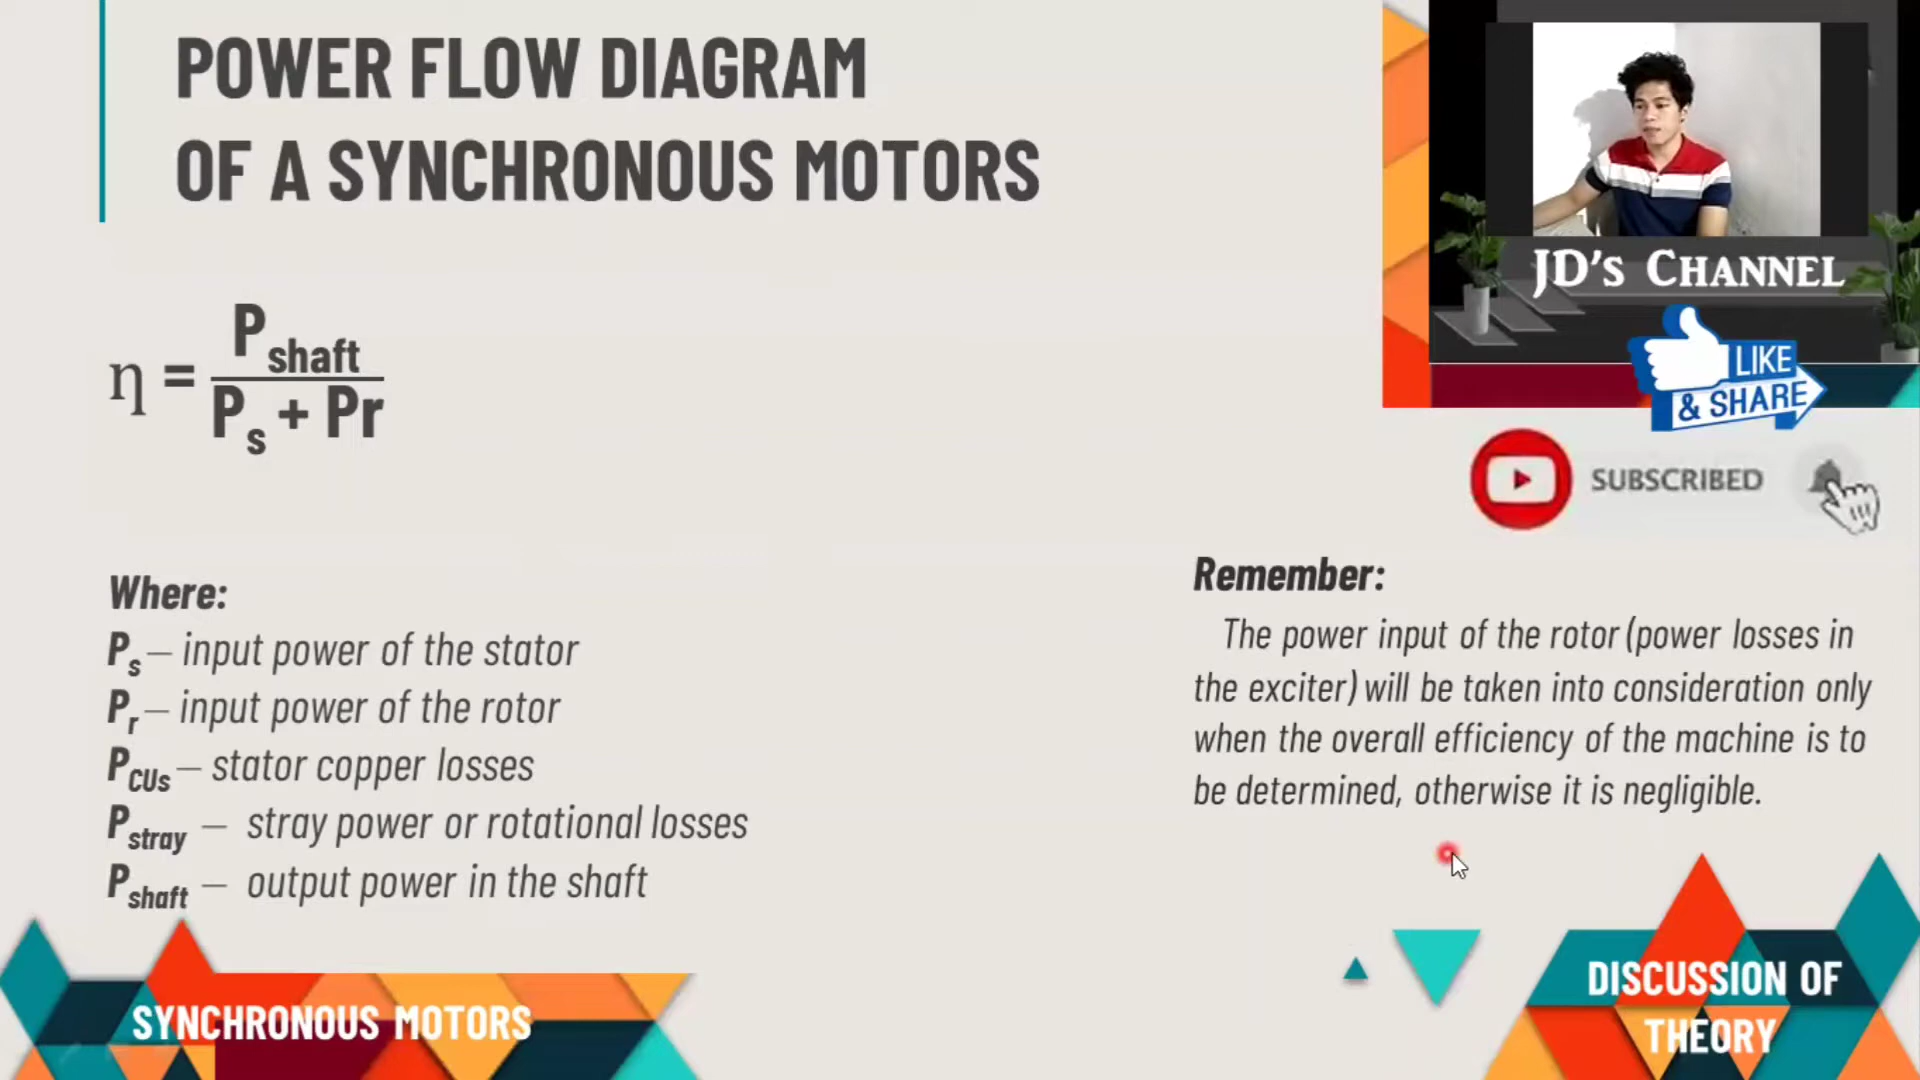 POWER FLOW DIAGRAM
OF A SYNCHRONOUS MOTORS
η = Pshaft
Ps + Pr
Where:
Ps – input power of the stator
Pr – input power of the rotor
PCUs – stator copper losses
Pstray – stray power or rotational losses
Pshaft – output power in the shaft
JD'S CHANNEL
LIKE
& SHARE
SUBSCRIBED
Remember:
The power input of the rotor (power losses in
the exciter) will be taken into consideration only
when the overall efficiency of the machine is to
be determined, otherwise it is negligible.
SYNCHRONOUS MOTORS
DISCUSSION OF
THEORY